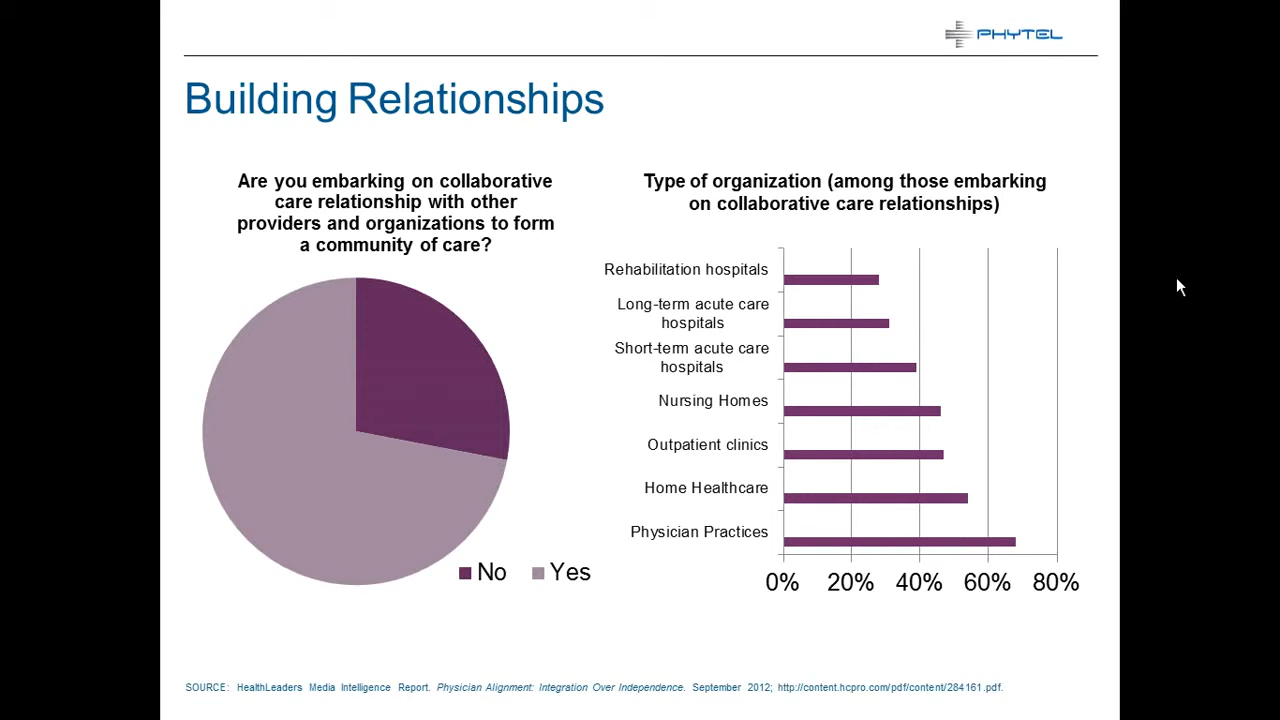 PHYTEL
Building Relationships
Are you embarking on collaborative
care relationship with other
providers and organizations to form
a community of care?
No
Yes
Type of organization (among those embarking
on collaborative care relationships)
Rehabilitation hospitals
Long-term acute care
hospitals
Short-term acute care
hospitals
Nursing Homes
Outpatient clinics
Home Healthcare
Physician Practices
0% 20% 40% 60% 80%
SOURCE: HealthLeaders Media Intelligence Report. Physician Alignment: Integration Over Independence. September 2012; http://content.hcpro.com/pdf/content/284161.pdf.